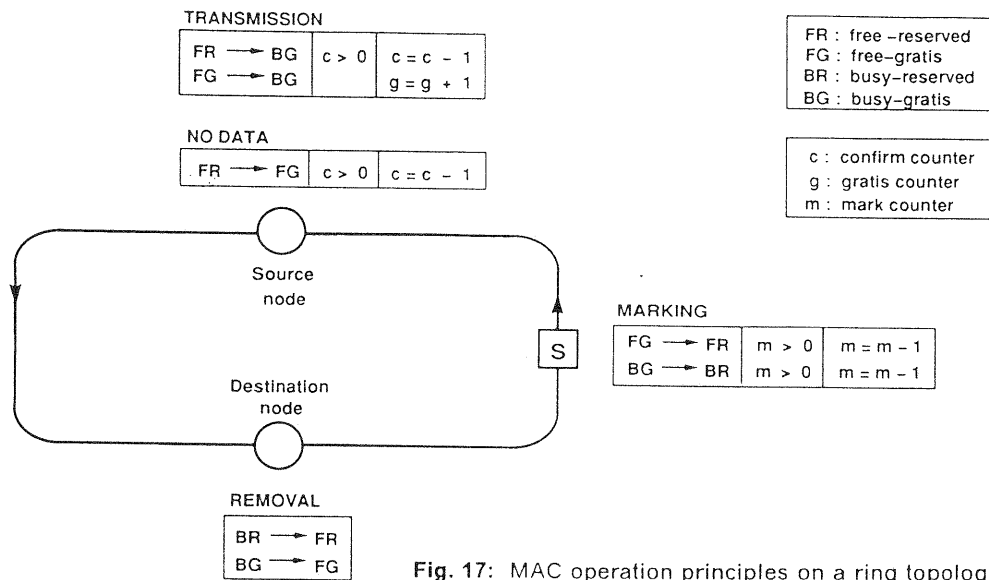 TRANSMISSION
FR → BG c > 0 c = c - 1
FG → BG g = g + 1
NO DATA
FR → FG c > 0 c = c - 1
FR : free-reserved
FG : free-gratis
BR : busy-reserved
BG : busy-gratis
c : confirm counter
g : gratis counter
m : mark counter
Source
node
MARKING
FG → FR m > 0 m = m - 1
BG → BR m > 0 m = m - 1
S
Destination
node
REMOVAL
BR → FR
BG → FG
Fig. 17: MAC operation principles on a ring topolog